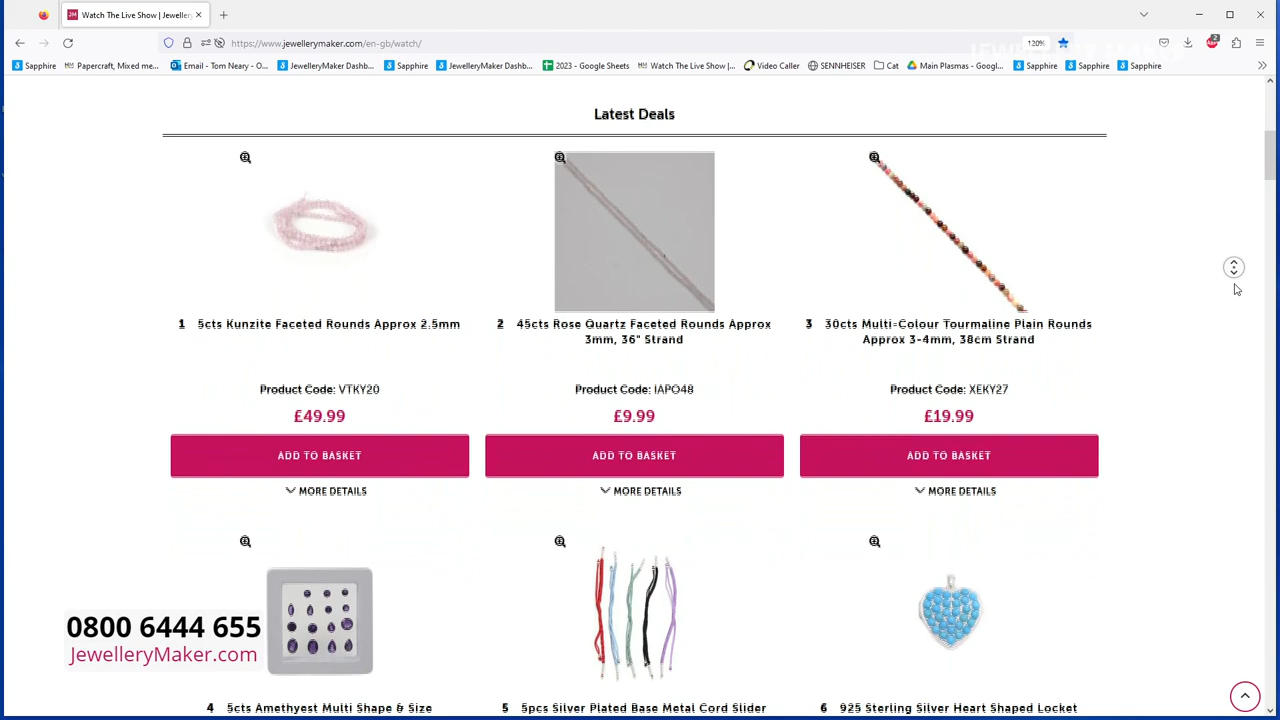 Watch The Live Show | Jeweller
https://www.jewellerymaker.com/en-gb/watch/
120%
2
Sapphire
Papercraft, Mixed me...
Email - Tom Neary - O...
JewelleryMaker Dashb...
Sapphire
JewelleryMaker Dashb...
2023 - Google Sheets
Watch The Live Show |...
Video Caller
SENNHEISER
Cat
Main Plasmas - Googl...
Sapphire
Sapphire
Sapphire
Latest Deals
1 5cts Kunzite Faceted Rounds Approx 2.5mm
Product Code: VTKY20
£49.99
ADD TO BASKET
MORE DETAILS
2 45cts Rose Quartz Faceted Rounds Approx
3mm, 36" Strand
Product Code: IAPO48
£9.99
ADD TO BASKET
MORE DETAILS
3 30cts Multi-Colour Tourmaline Plain Rounds
Approx 3-4mm, 38cm Strand
Product Code: XEKY27
£19.99
ADD TO BASKET
MORE DETAILS
4 5cts Amethyest Multi Shape & Size
5 5pcs Silver Plated Base Metal Cord Slider
6 925 Sterling Silver Heart Shaped Locket
0800 6444 655
JewelleryMaker.com